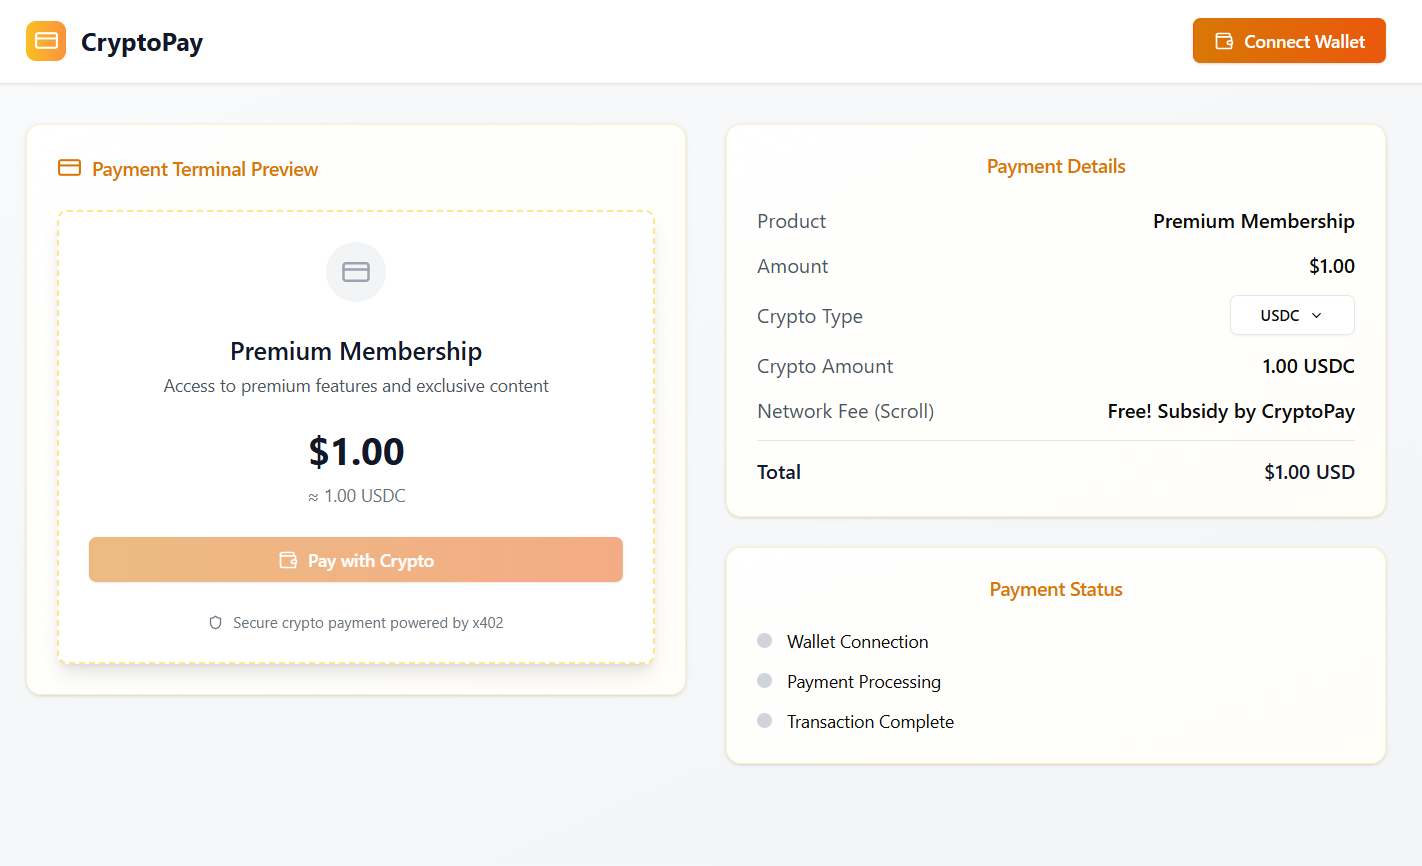 CryptoPay
Connect Wallet
Payment Terminal Preview
Premium Membership
Access to premium features and exclusive content
$1.00
≈ 1.00 USDC
Pay with Crypto
Secure crypto payment powered by x402
Payment Details
Product Premium Membership
Amount $1.00
Crypto Type USDC
Crypto Amount 1.00 USDC
Network Fee (Scroll) Free! Subsidy by CryptoPay
Total $1.00 USD
Payment Status
Wallet Connection
Payment Processing
Transaction Complete